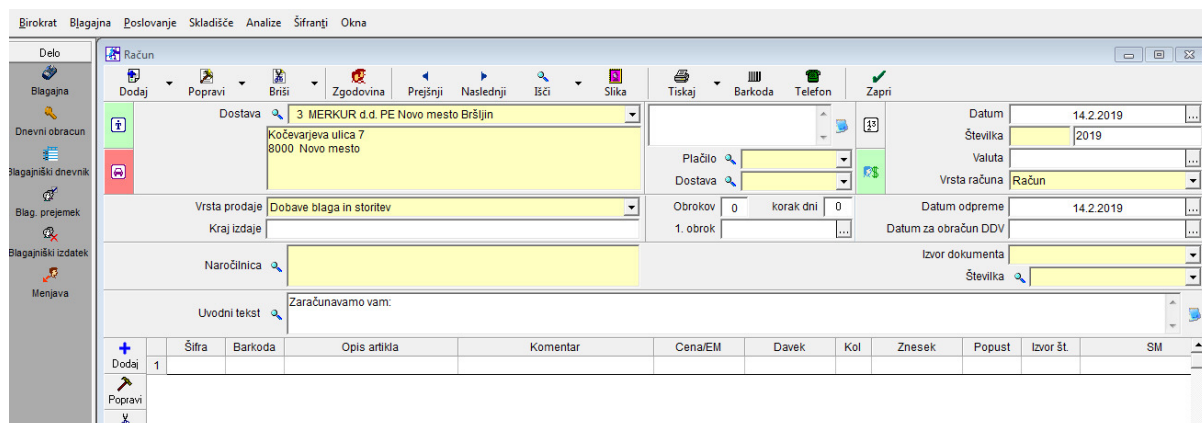 Birokrat Blagajna Poslovanje Skladišče Analize Šifranti Okna
Delo
Blagajna
Dnevni obracun
Blagajniški dnevnik
Blag. prejemek
Blagajniški izdatek
Menjava
Račun
Dodaj Popravi Briši Zgodovina Prejšnji Naslednji Išči Slika Tiskaj Barkoda Telefon Zapri
Dostava 3 MERKUR d.d. PE Novo mesto Bršljin
Kočevarjeva ulica 7
8000 Novo mesto
Plačilo
Dostava
Datum 14.2.2019 ...
Številka 2019
Valuta ...
Vrsta računa Račun
Vrsta prodaje Dobave blaga in storitev
Obrokov 0 korak dni 0
Datum odpreme 14.2.2019 ...
Kraj izdaje
1. obrok ...
Datum za obračun DDV ...
Naročilnica
Izvor dokumenta
Številka
Uvodni tekst Zaračunavamo vam:
Dodaj
Šifra Barkoda Opis artikla Komentar Cena/EM Davek Kol Znesek Popust Izvor št. SM
1
Popravi